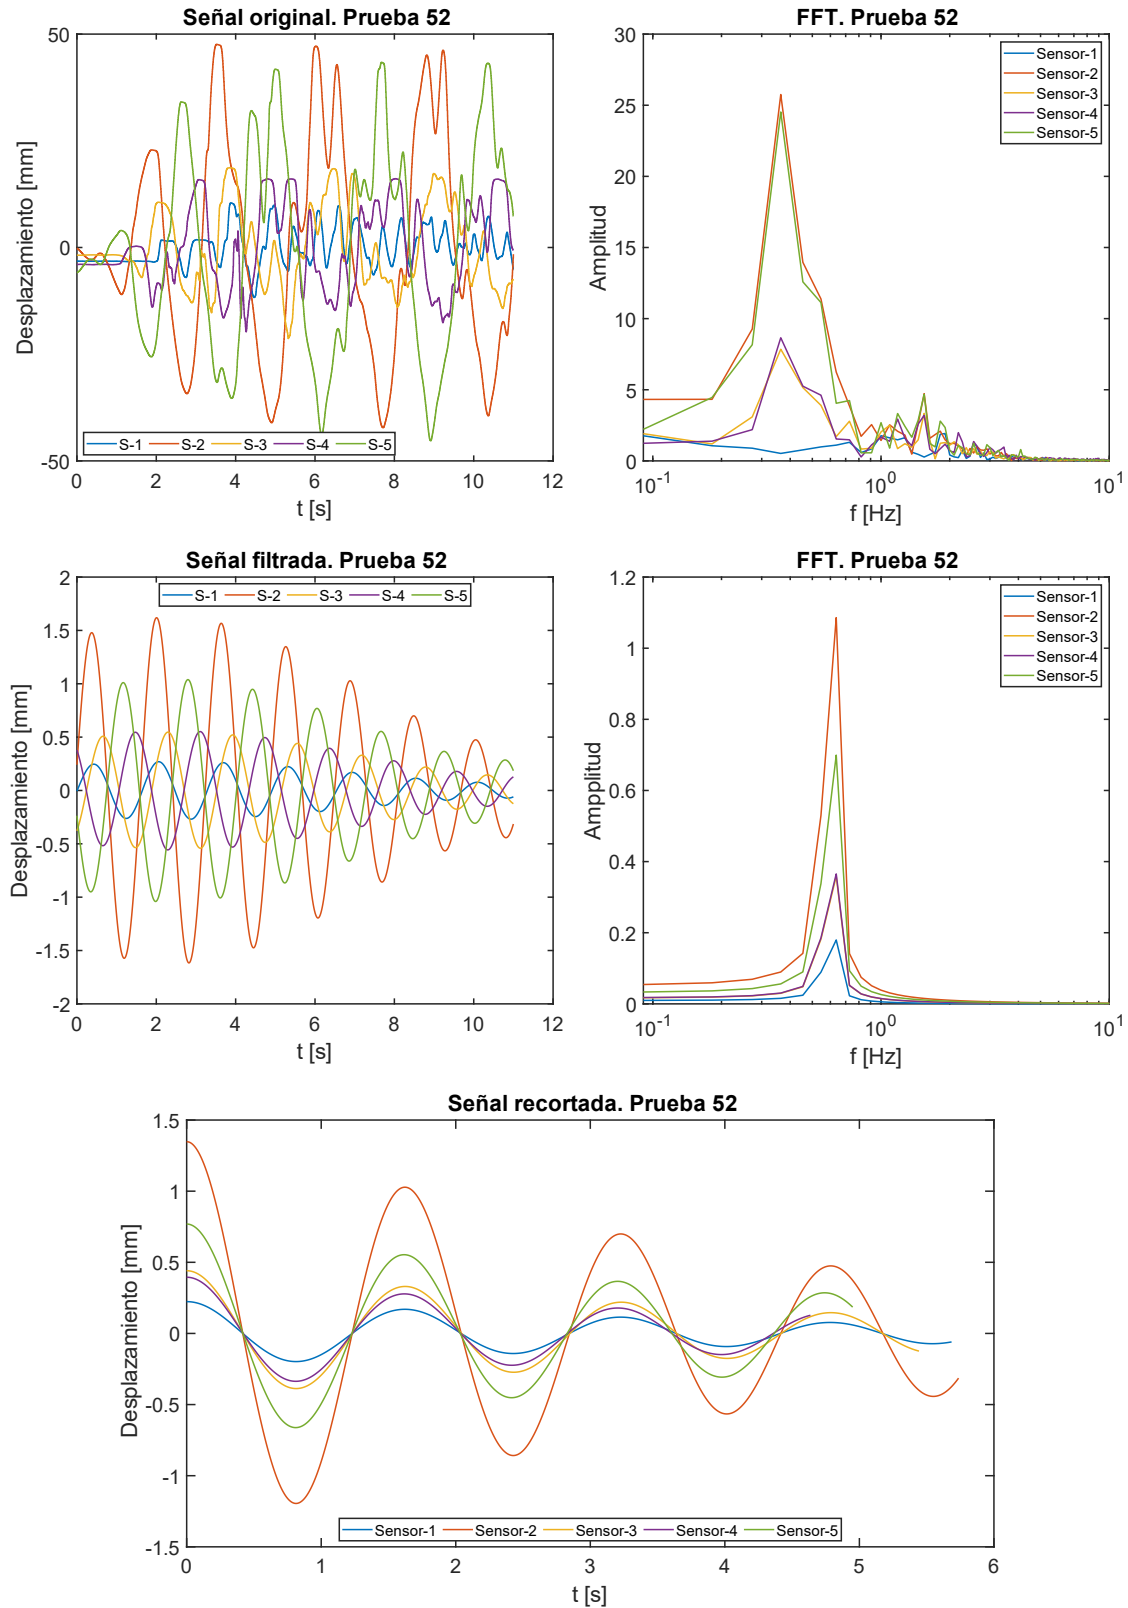 Señal original. Prueba 52
50
0
-50
Desplazamiento [mm]
S-1 S-2 S-3 S-4 S-5
0 2 4 6 8 10 12
t [s]
FFT. Prueba 52
30
25
20
15
10
5
0
Amplitud
Sensor-1
Sensor-2
Sensor-3
Sensor-4
Sensor-5
10-1 100 101
f [Hz]
Señal filtrada. Prueba 52
2
1.5
1
0.5
0
-0.5
-1
-1.5
-2
Desplazamiento [mm]
S-1 S-2 S-3 S-4 S-5
0 2 4 6 8 10 12
t [s]
FFT. Prueba 52
1.2
1
0.8
0.6
0.4
0.2
0
Ampplitud
Sensor-1
Sensor-2
Sensor-3
Sensor-4
Sensor-5
10-1 100 101
f [Hz]
Señal recortada. Prueba 52
1.5
1
0.5
0
-0.5
-1
-1.5
Desplazamiento [mm]
Sensor-1 Sensor-2 Sensor-3 Sensor-4 Sensor-5
0 1 2 3 4 5 6
t [s]